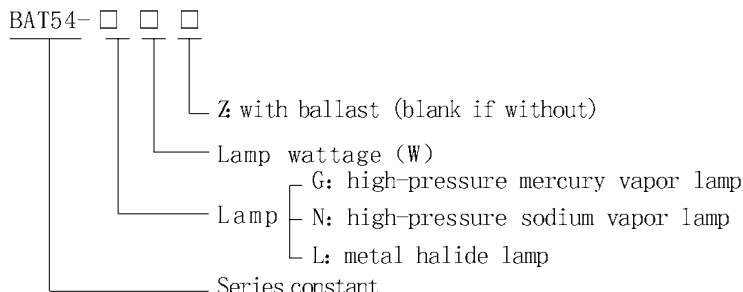 BAT54-□ □ □
Z: with ballast (blank if without)
Lamp wattage (W)
G: high-pressure mercury vapor lamp
Lamp
N: high-pressure sodium vapor lamp
L: metal halide lamp
Series constant